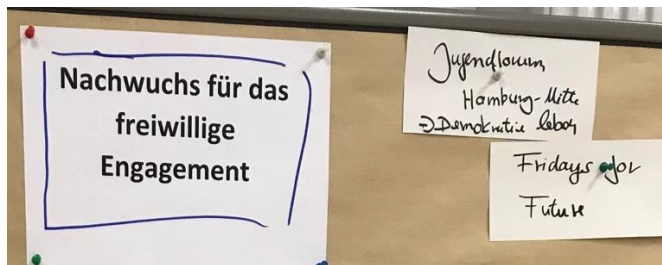 Nachwuchs für das
freiwillige
Engagement
Jugendforum
Hamburg-Mitte
→ Demokratie leben
Fridays for
Future